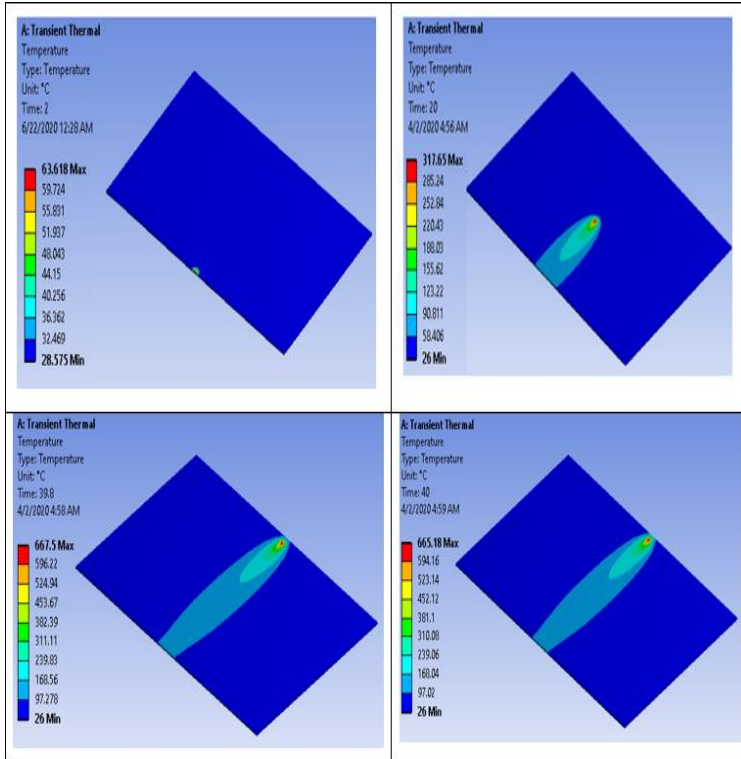 A: Transient Thermal
Temperature
Type: Temperature
Unit: °C
Time: 2
6/22/2020 12:28 AM
63.618 Max
59.724
55.831
51.937
48.043
44.15
40.256
36.362
32.469
28.575 Min
A: Transient Thermal
Temperature
Type: Temperature
Unit: °C
Time: 20
4/2/2020 4:56 AM
317.65 Max
285.24
252.84
220.43
188.03
155.62
123.22
90.811
58.406
26 Min
A: Transient Thermal
Temperature
Type: Temperature
Unit: °C
Time: 39.8
4/2/2020 4:58 AM
667.5 Max
596.22
524.94
453.67
382.39
311.11
239.83
168.56
97.278
26 Min
A: Transient Thermal
Temperature
Type: Temperature
Unit: °C
Time: 40
4/2/2020 4:59 AM
665.18 Max
594.16
523.14
452.12
381.1
310.08
239.06
168.04
97.02
26 Min